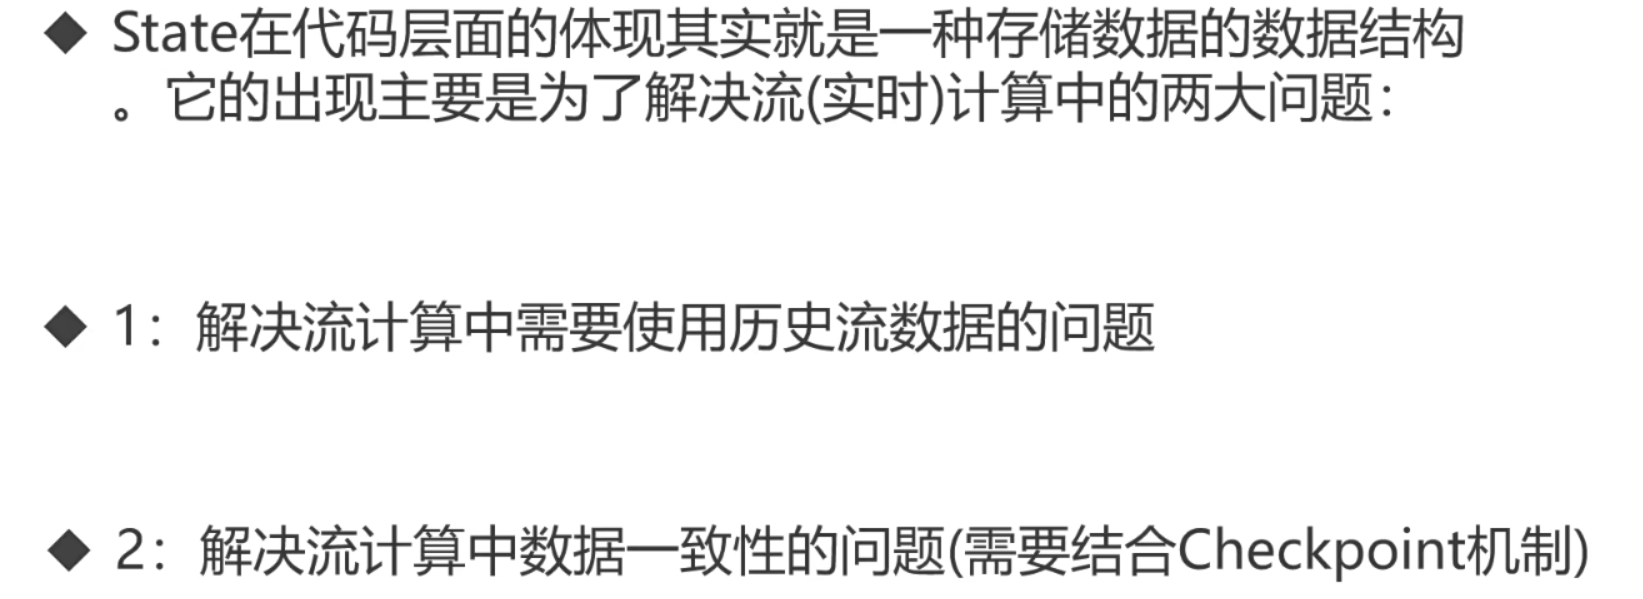 ◆ State在代码层面的体现其实就是一种存储数据的数据结构
。它的出现主要是为了解决流(实时)计算中的两大问题：
◆ 1：解决流计算中需要使用历史流数据的问题
◆ 2：解决流计算中数据一致性的问题(需要结合Checkpoint机制)